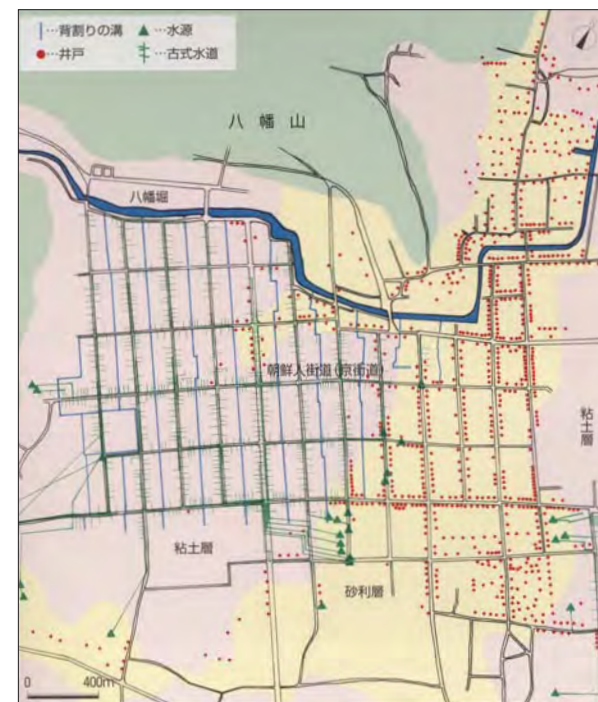 …背割りの溝 ▲…水源
●…井戸 …古式水道
八幡山
八幡堀
朝鮮人街道(京街道)
粘土層
粘土層
砂利層
0 400m